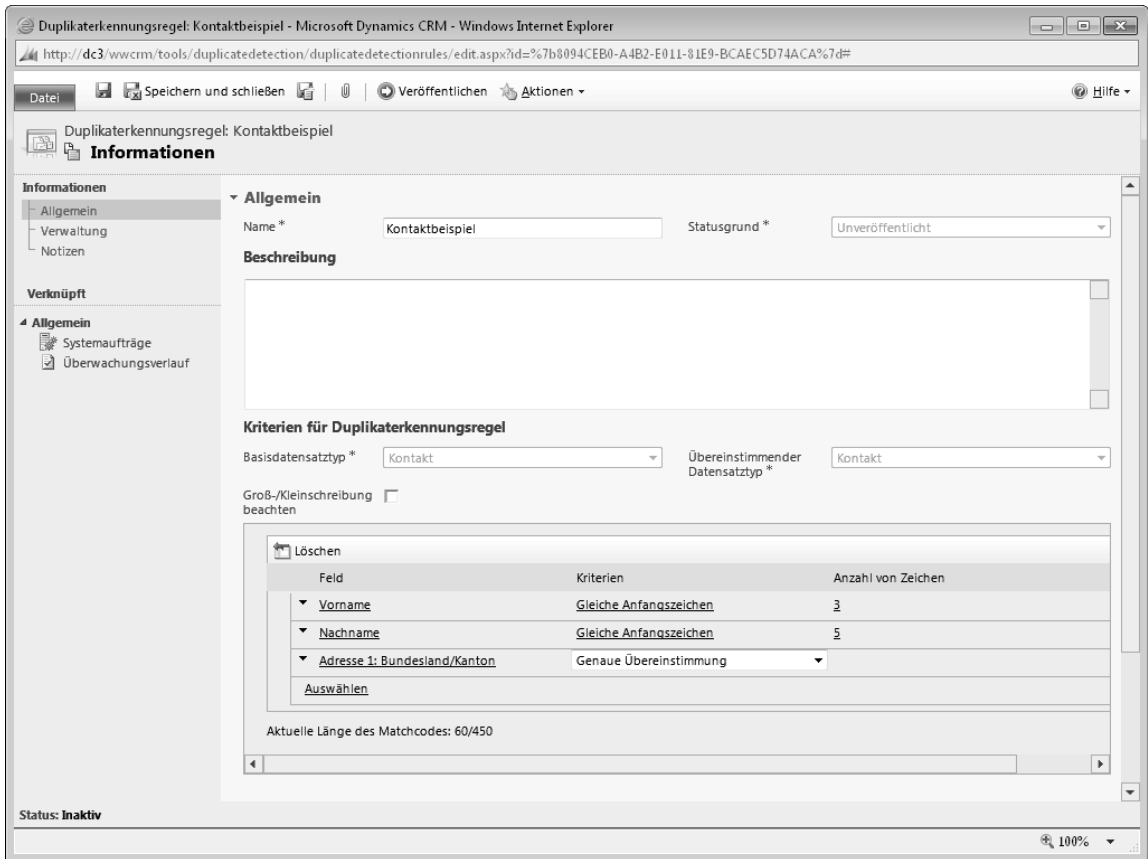 Duplikaterkennungsregel: Kontaktbeispiel - Microsoft Dynamics CRM - Windows Internet Explorer
http://dc3/wwcrm/tools/duplicatedetection/duplicatedetectionrules/edit.aspx?id=%7b8094CEB0-A4B2-E011-81E9-BCAEC5D74ACA%7d#
Datei Speichern und schließen Veröffentlichen Aktionen Hilfe
Duplikaterkennungsregel: Kontaktbeispiel
Informationen
Informationen
Allgemein
Verwaltung
Notizen
Verknüpft
Allgemein
Systemaufträge
Überwachungsverlauf
Allgemein
Name * Kontaktbeispiel Statusgrund * Unveröffentlicht
Beschreibung
Kriterien für Duplikaterkennungsregel
Basisdatensatztyp * Kontakt Übereinstimmender Kontakt
Datensatztyp *
Groß-/Kleinschreibung
beachten
Löschen
Feld Kriterien Anzahl von Zeichen
Vorname Gleiche Anfangszeichen 3
Nachname Gleiche Anfangszeichen 5
Adresse 1: Bundesland/Kanton Genaue Übereinstimmung
Auswählen
Aktuelle Länge des Matchcodes: 60/450
Status: Inaktiv
100%